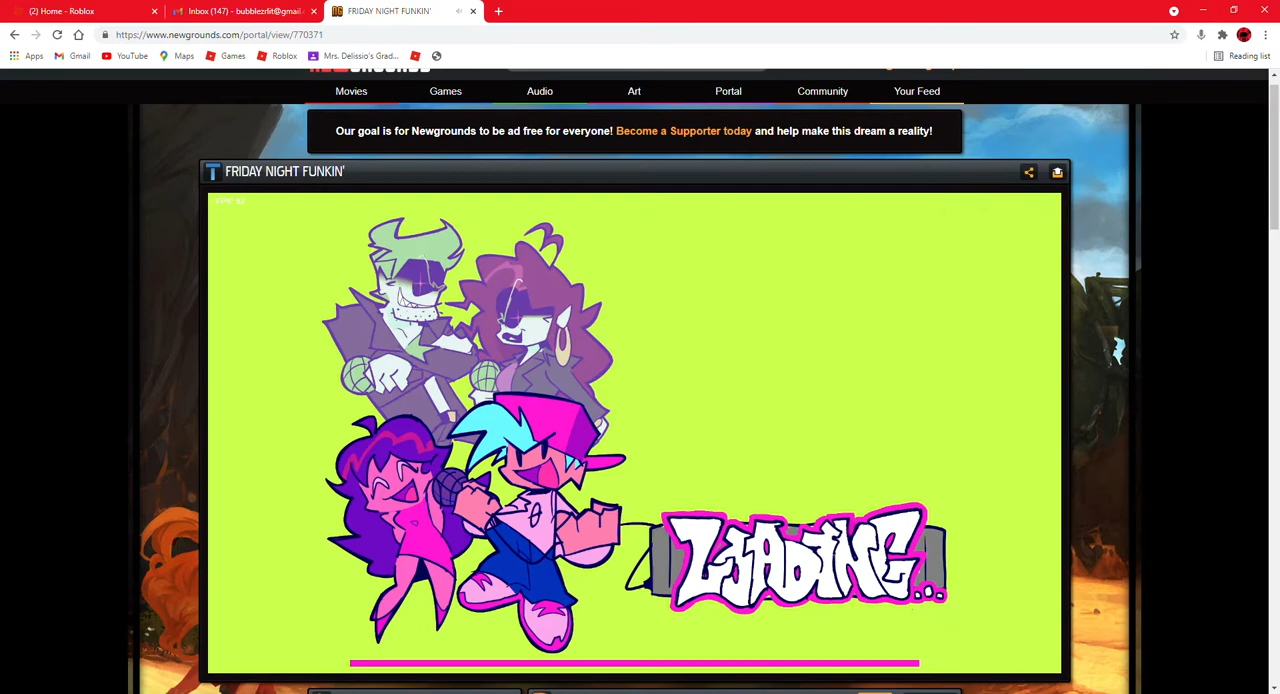 (2) Home - Roblox
Inbox (147) - bubblezrlit@gmail.
FRIDAY NIGHT FUNKIN'
https://www.newgrounds.com/portal/view/770371
Apps Gmail YouTube Maps Games Roblox Mrs. Delissio's Grad... Reading list
Movies Games Audio Art Portal Community Your Feed
Our goal is for Newgrounds to be ad free for everyone! Become a Supporter today and help make this dream a reality!
T FRIDAY NIGHT FUNKIN'
LOADING...